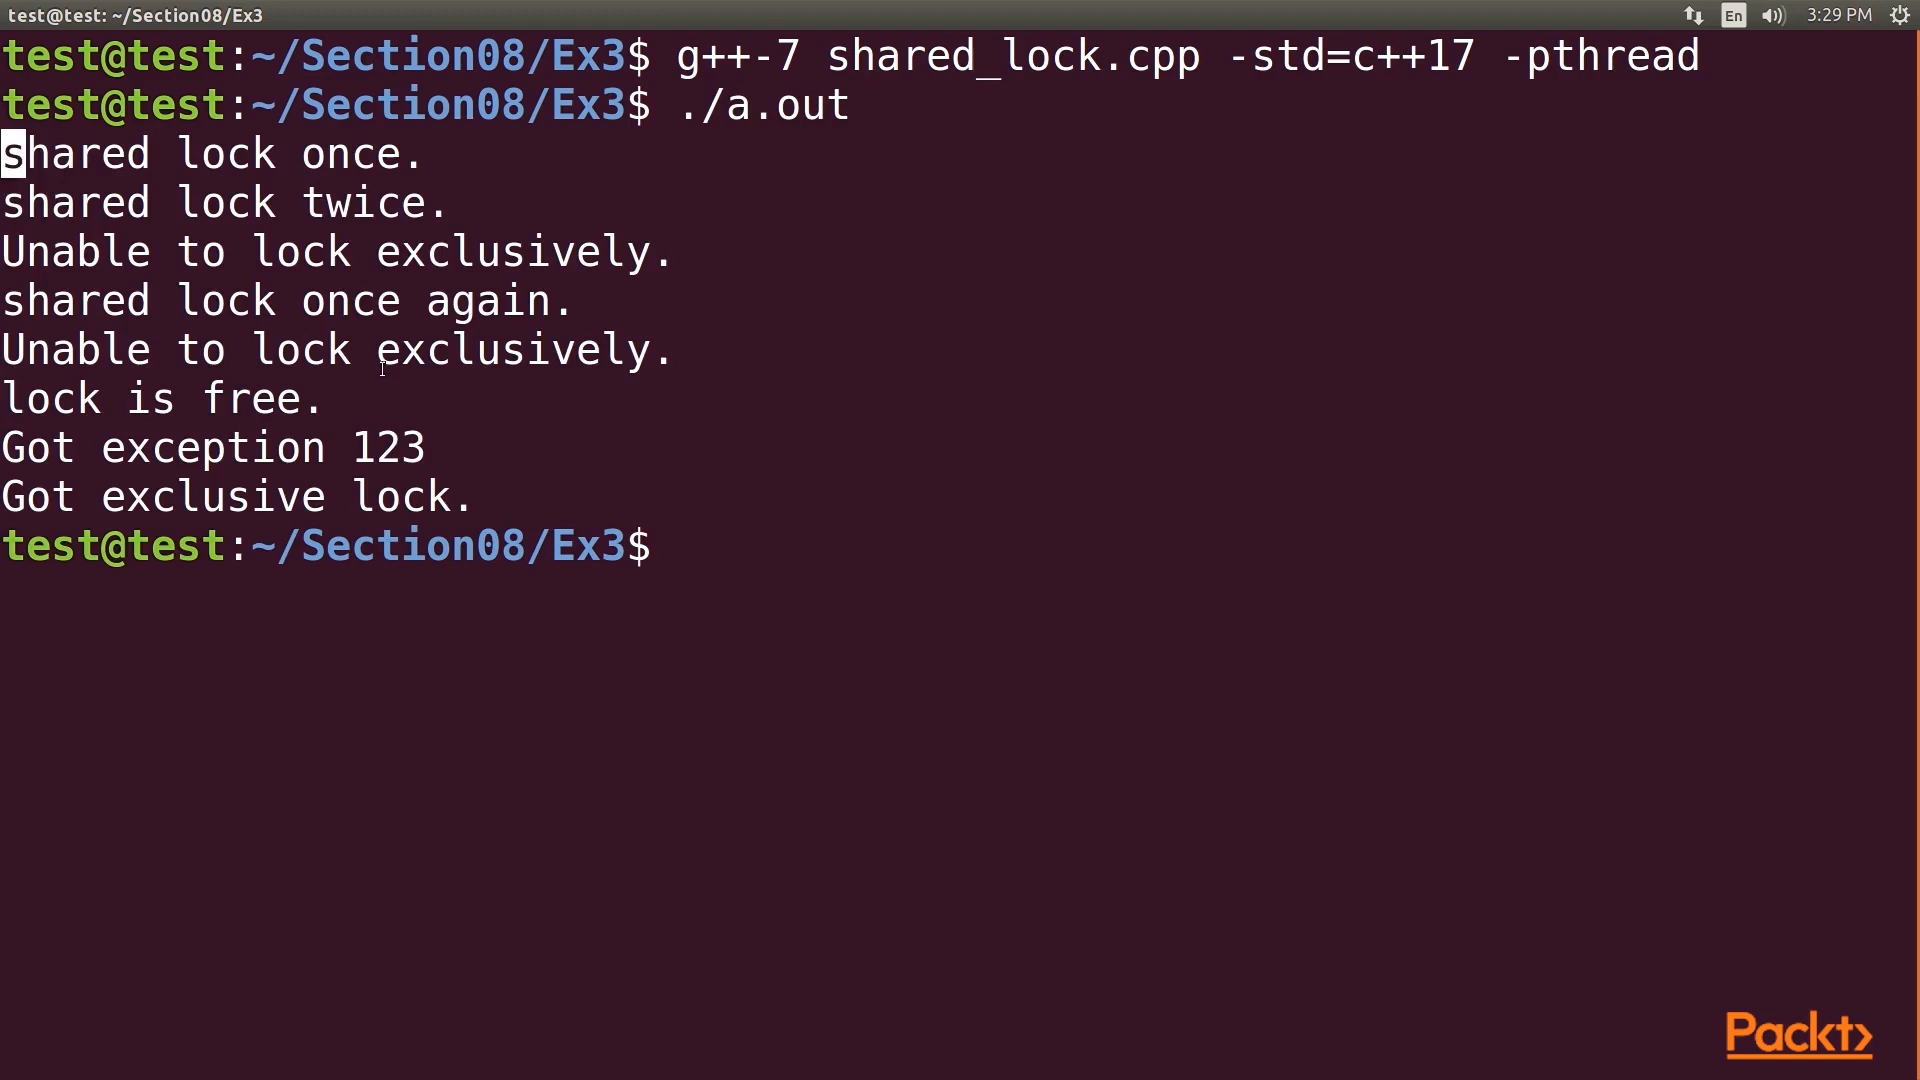 test@test: ~/Section08/Ex3
En
3:29 PM
test@test:~/Section08/Ex3$ g++-7 shared_lock.cpp -std=c++17 -pthread
test@test:~/Section08/Ex3$ ./a.out
shared lock once.
shared lock twice.
Unable to lock exclusively.
shared lock once again.
Unable to lock exclusively.
lock is free.
Got exception 123
Got exclusive lock.
test@test:~/Section08/Ex3$
Packt>